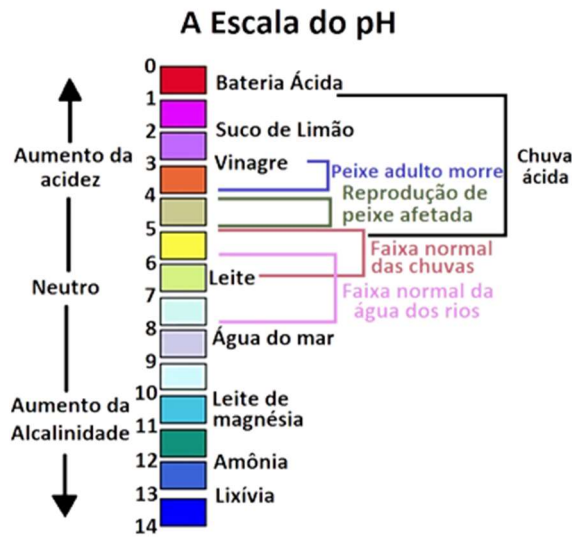 A Escala do pH
0
Bateria Ácida
1
Suco de Limão
2
Vinagre
3
Aumento da
acidez
Peixe adulto morre
Chuva
ácida
4
Reprodução de
peixe afetada
5
Faixa normal
das chuvas
6
Leite
Neutro
Faixa normal da
água dos rios
7
8
Água do mar
9
10
Leite de
magnésia
Aumento da
Alcalinidade
11
12
Amônia
13
Lixívia
14